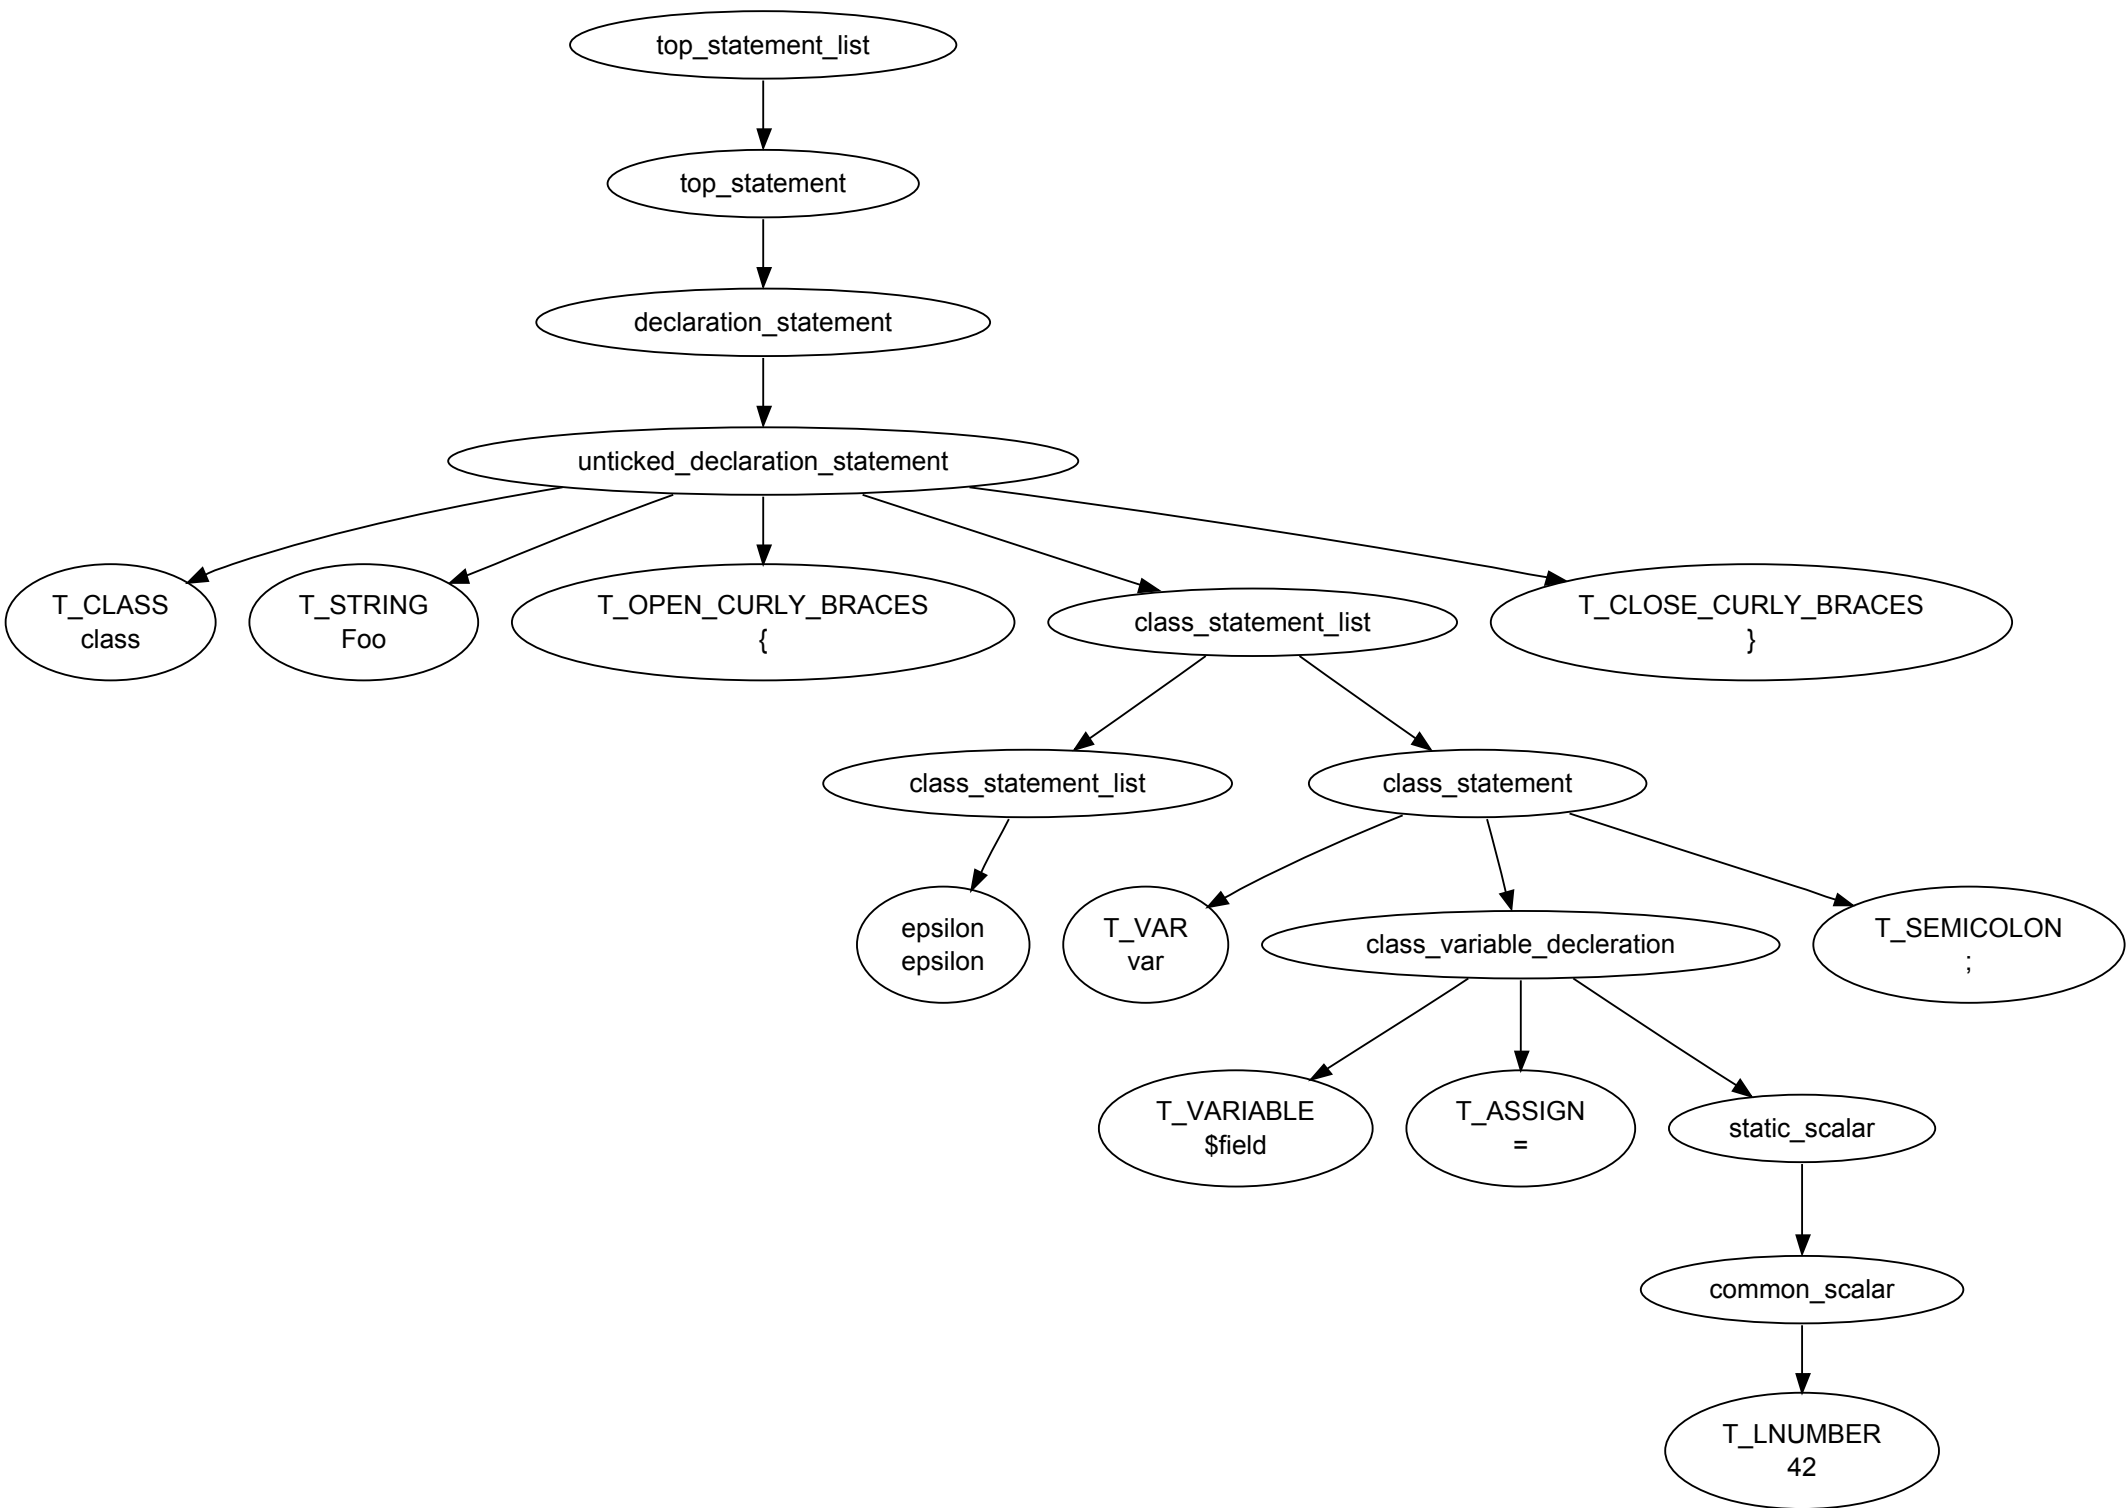 top_statement_list
top_statement
declaration_statement
unticked_declaration_statement
T_CLASS
class
T_STRING
Foo
T_OPEN_CURLY_BRACES
{
class_statement_list
T_CLOSE_CURLY_BRACES
}
class_statement_list
class_statement
epsilon
epsilon
T_VAR
var
class_variable_decleration
T_SEMICOLON
;
T_VARIABLE
$field
T_ASSIGN
=
static_scalar
common_scalar
T_LNUMBER
42